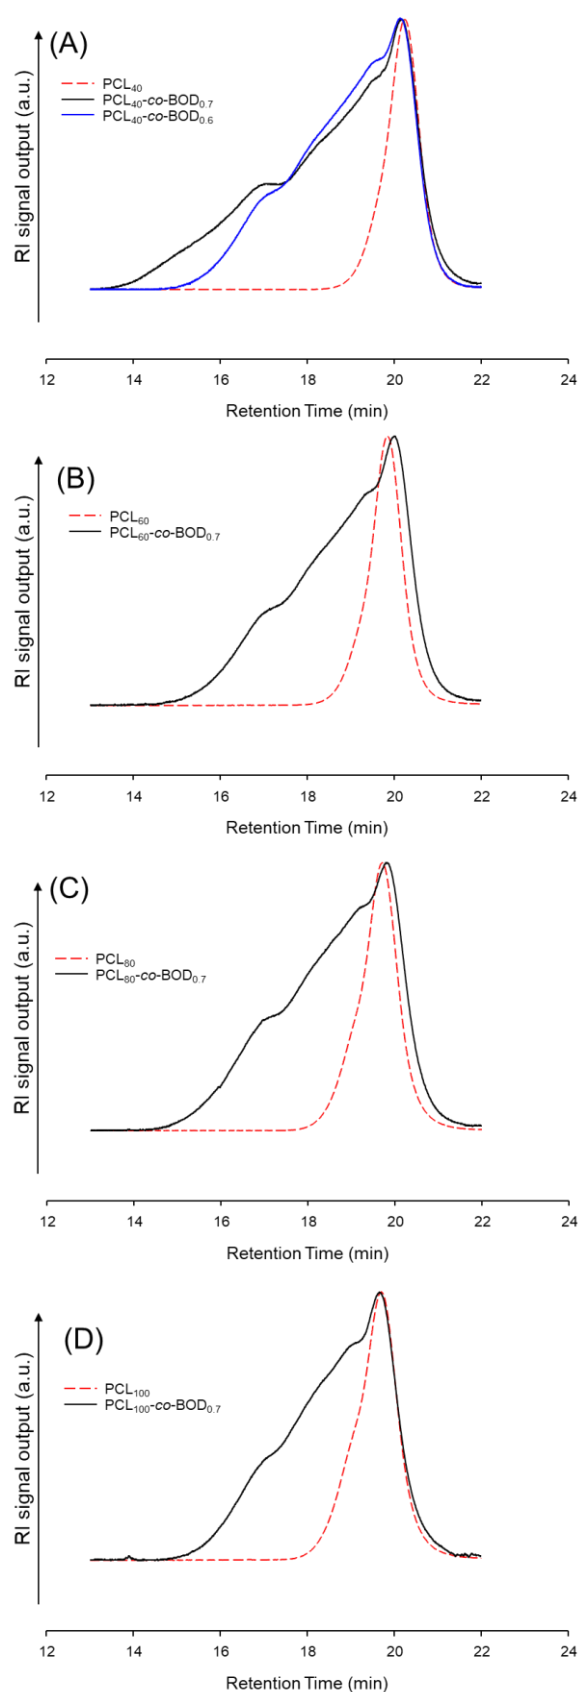 (A)
RI signal output (a.u.)
PCL₄₀
PCL₄₀-co-BOD₀.₇
PCL₄₀-co-BOD₀.₆
12 14 16 18 20 22 24
Retention Time (min)
(B)
RI signal output (a.u.)
PCL₆₀
PCL₆₀-co-BOD₀.₇
12 14 16 18 20 22 24
Retention Time (min)
(C)
RI signal output (a.u.)
PCL₈₀
PCL₈₀-co-BOD₀.₇
12 14 16 18 20 22 24
Retention Time (min)
(D)
RI signal output (a.u.)
PCL₁₀₀
PCL₁₀₀-co-BOD₀.₇
12 14 16 18 20 22 24
Retention Time (min)